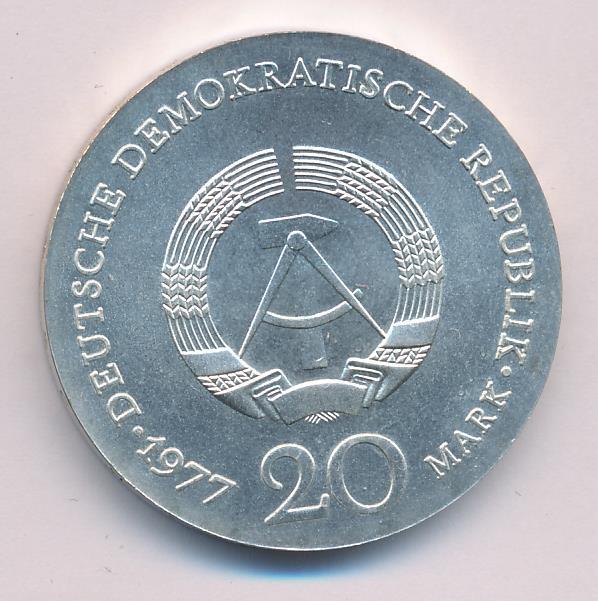 · DEUTSCHE DEMOKRATISCHE REPUBLIK ·
1977 20 MARK